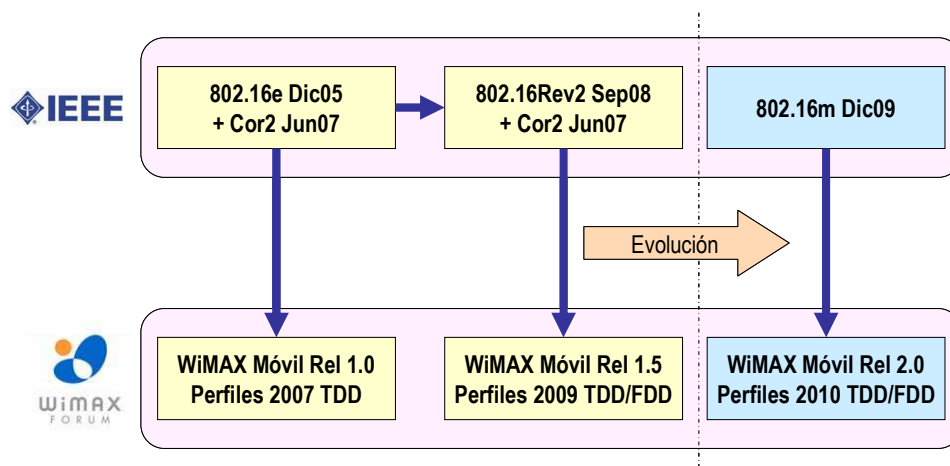 IEEE
802.16e Dic05
+ Cor2 Jun07
802.16Rev2 Sep08
+ Cor2 Jun07
802.16m Dic09
Evolución
WiMAX
FORUM
WiMAX Móvil Rel 1.0
Perfiles 2007 TDD
WiMAX Móvil Rel 1.5
Perfiles 2009 TDD/FDD
WiMAX Móvil Rel 2.0
Perfiles 2010 TDD/FDD